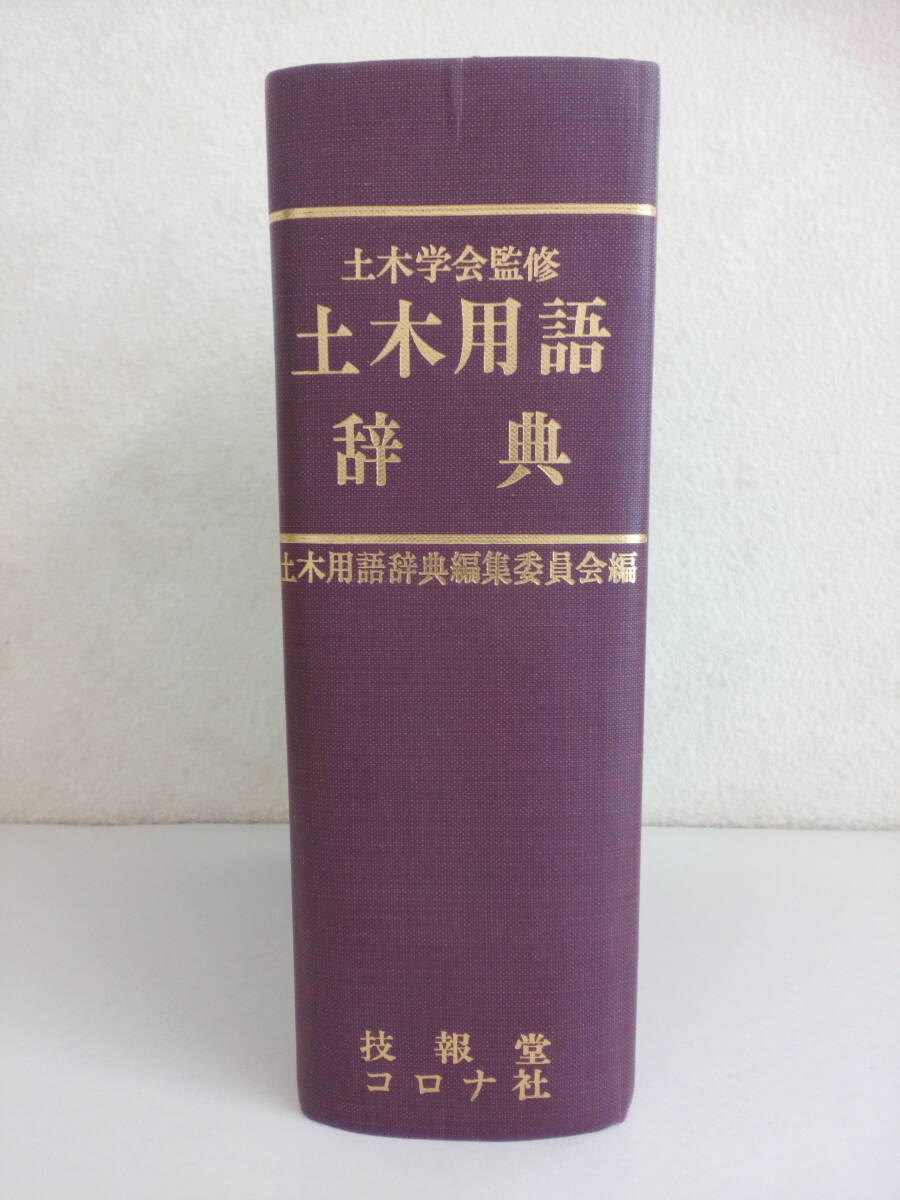 土木学会監修
土木用語
辞典
土木用語辞典編集委員会編
技報堂
コロナ社